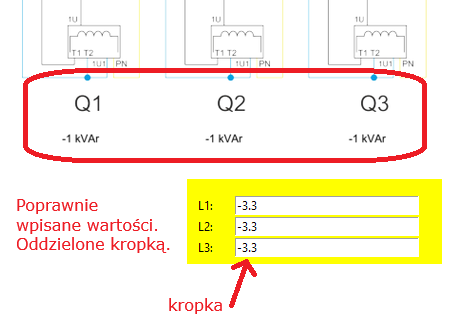 1U 1U 1U
T1 T2 T1 T2 T1 T2
1U1 PN 1U1 PN 1U1 PN
Q1 Q2 Q3
-1 kVAr -1 kVAr -1 kVAr
Poprawnie
wpisane wartości.
Oddzielone kropką.
L1: -3.3
L2: -3.3
L3: -3.3
kropka